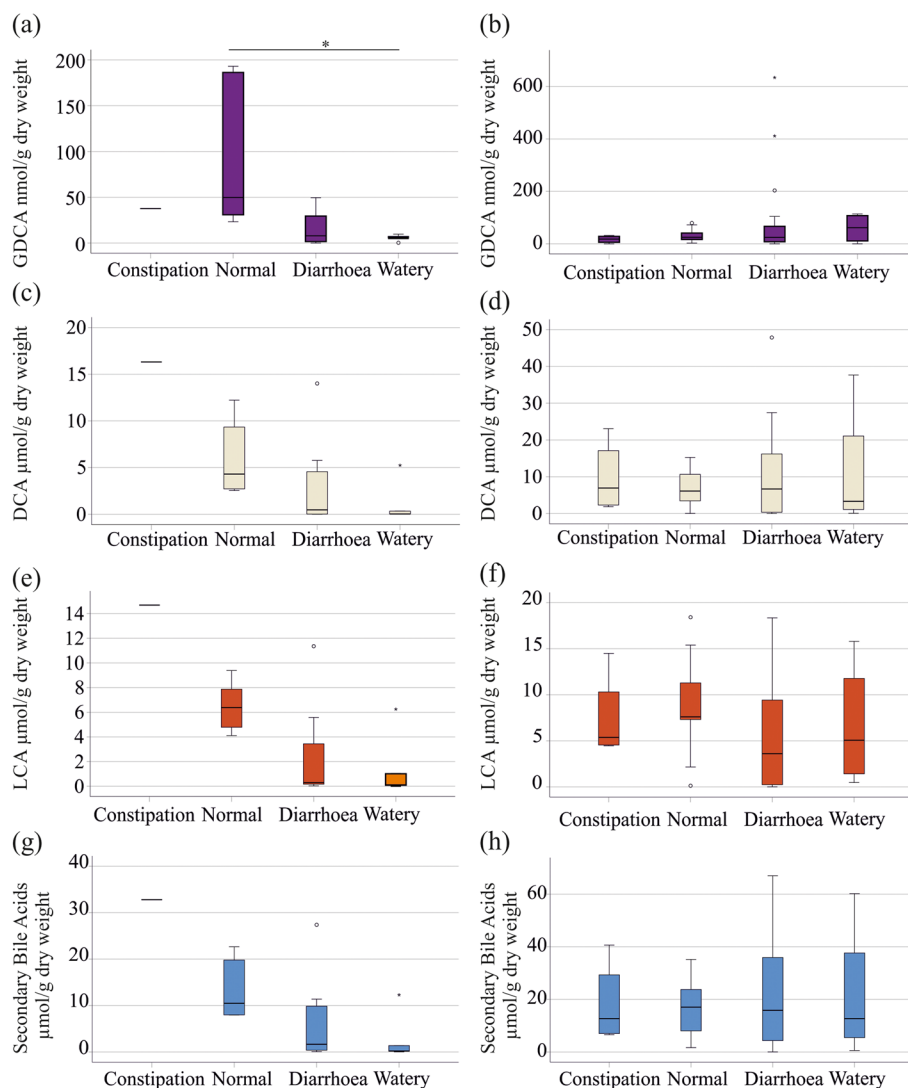 (a)
GDCA nmol/g dry weight
200
150
100
50
0
*
Constipation Normal Diarrhoea Watery
(b)
GDCA nmol/g dry weight
600
400
200
0
Constipation Normal Diarrhoea Watery
(c)
DCA µmol/g dry weight
20
15
10
5
0
Constipation Normal Diarrhoea Watery
(d)
DCA µmol/g dry weight
50
40
30
20
10
0
Constipation Normal Diarrhoea Watery
(e)
LCA µmol/g dry weight
14
12
10
8
6
4
2
0
Constipation Normal Diarrhoea Watery
(f)
LCA µmol/g dry weight
20
15
10
5
0
Constipation Normal Diarrhoea Watery
(g)
Secondary Bile Acids
µmol/g dry weight
40
30
20
10
0
Constipation Normal Diarrhoea Watery
(h)
Secondary Bile Acids
µmol/g dry weight
60
40
20
0
Constipation Normal Diarrhoea Watery